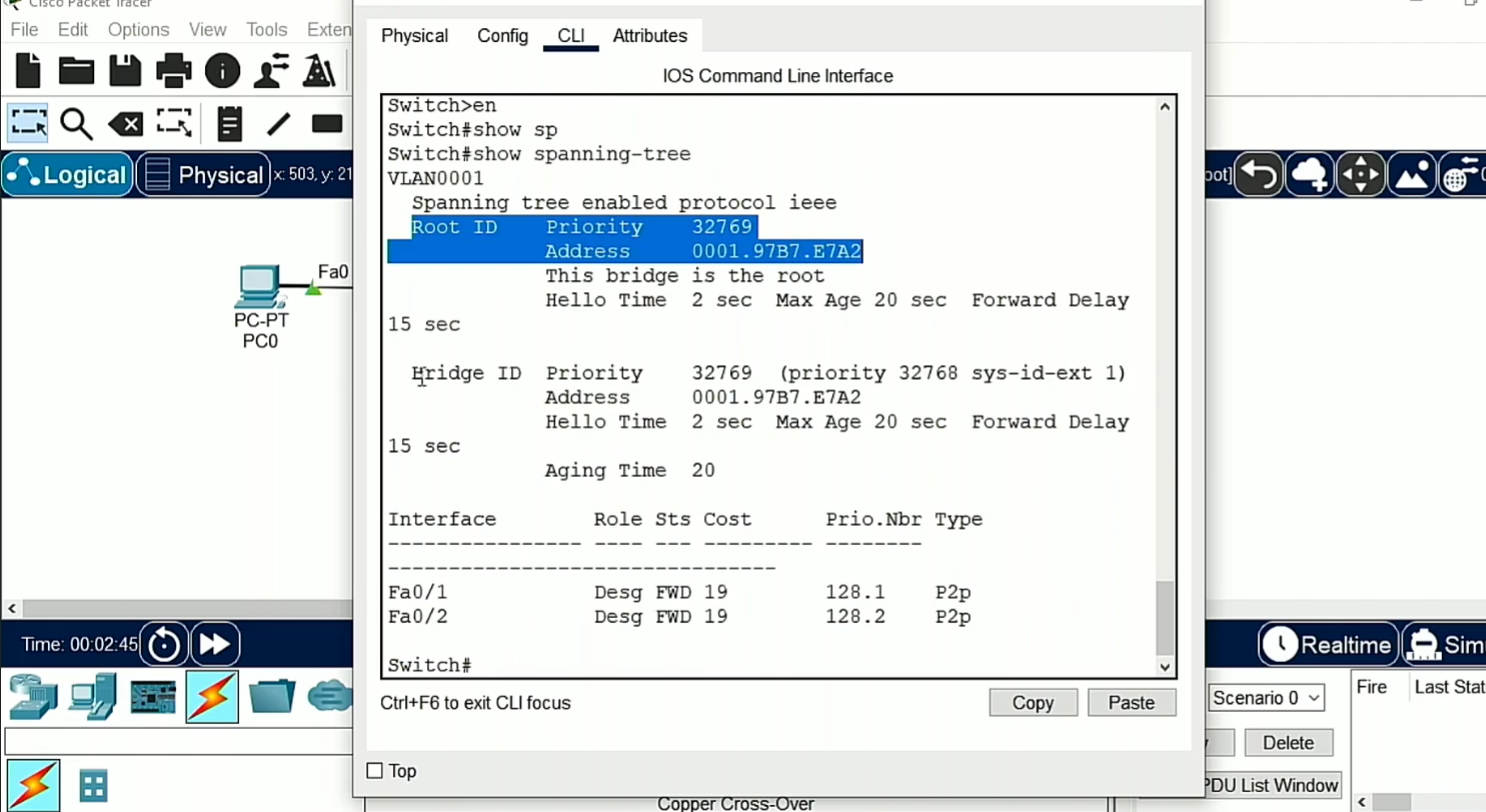 Cisco Packet Tracer
File Edit Options View Tools Exten
Physical Config CLI Attributes
IOS Command Line Interface
Logical Physical x: 503, y: 21
oot]
Fa0
PC-PT
PC0
Switch>en
Switch#show sp
Switch#show spanning-tree
VLAN0001
Spanning tree enabled protocol ieee
Root ID Priority 32769
Address 0001.97B7.E7A2
This bridge is the root
Hello Time 2 sec Max Age 20 sec Forward Delay
15 sec
Bridge ID Priority 32769 (priority 32768 sys-id-ext 1)
Address 0001.97B7.E7A2
Hello Time 2 sec Max Age 20 sec Forward Delay
15 sec
Aging Time 20
Interface Role Sts Cost Prio.Nbr Type
---------------- ---- --- --------- --------
--------------------------------
Fa0/1 Desg FWD 19 128.1 P2p
Fa0/2 Desg FWD 19 128.2 P2p
Switch#
Ctrl+F6 to exit CLI focus
Copy Paste
Top
Time: 00:02:45
Realtime Simu
Scenario 0
Fire Last Stat
Delete
PDU List Window
Copper Cross-Over